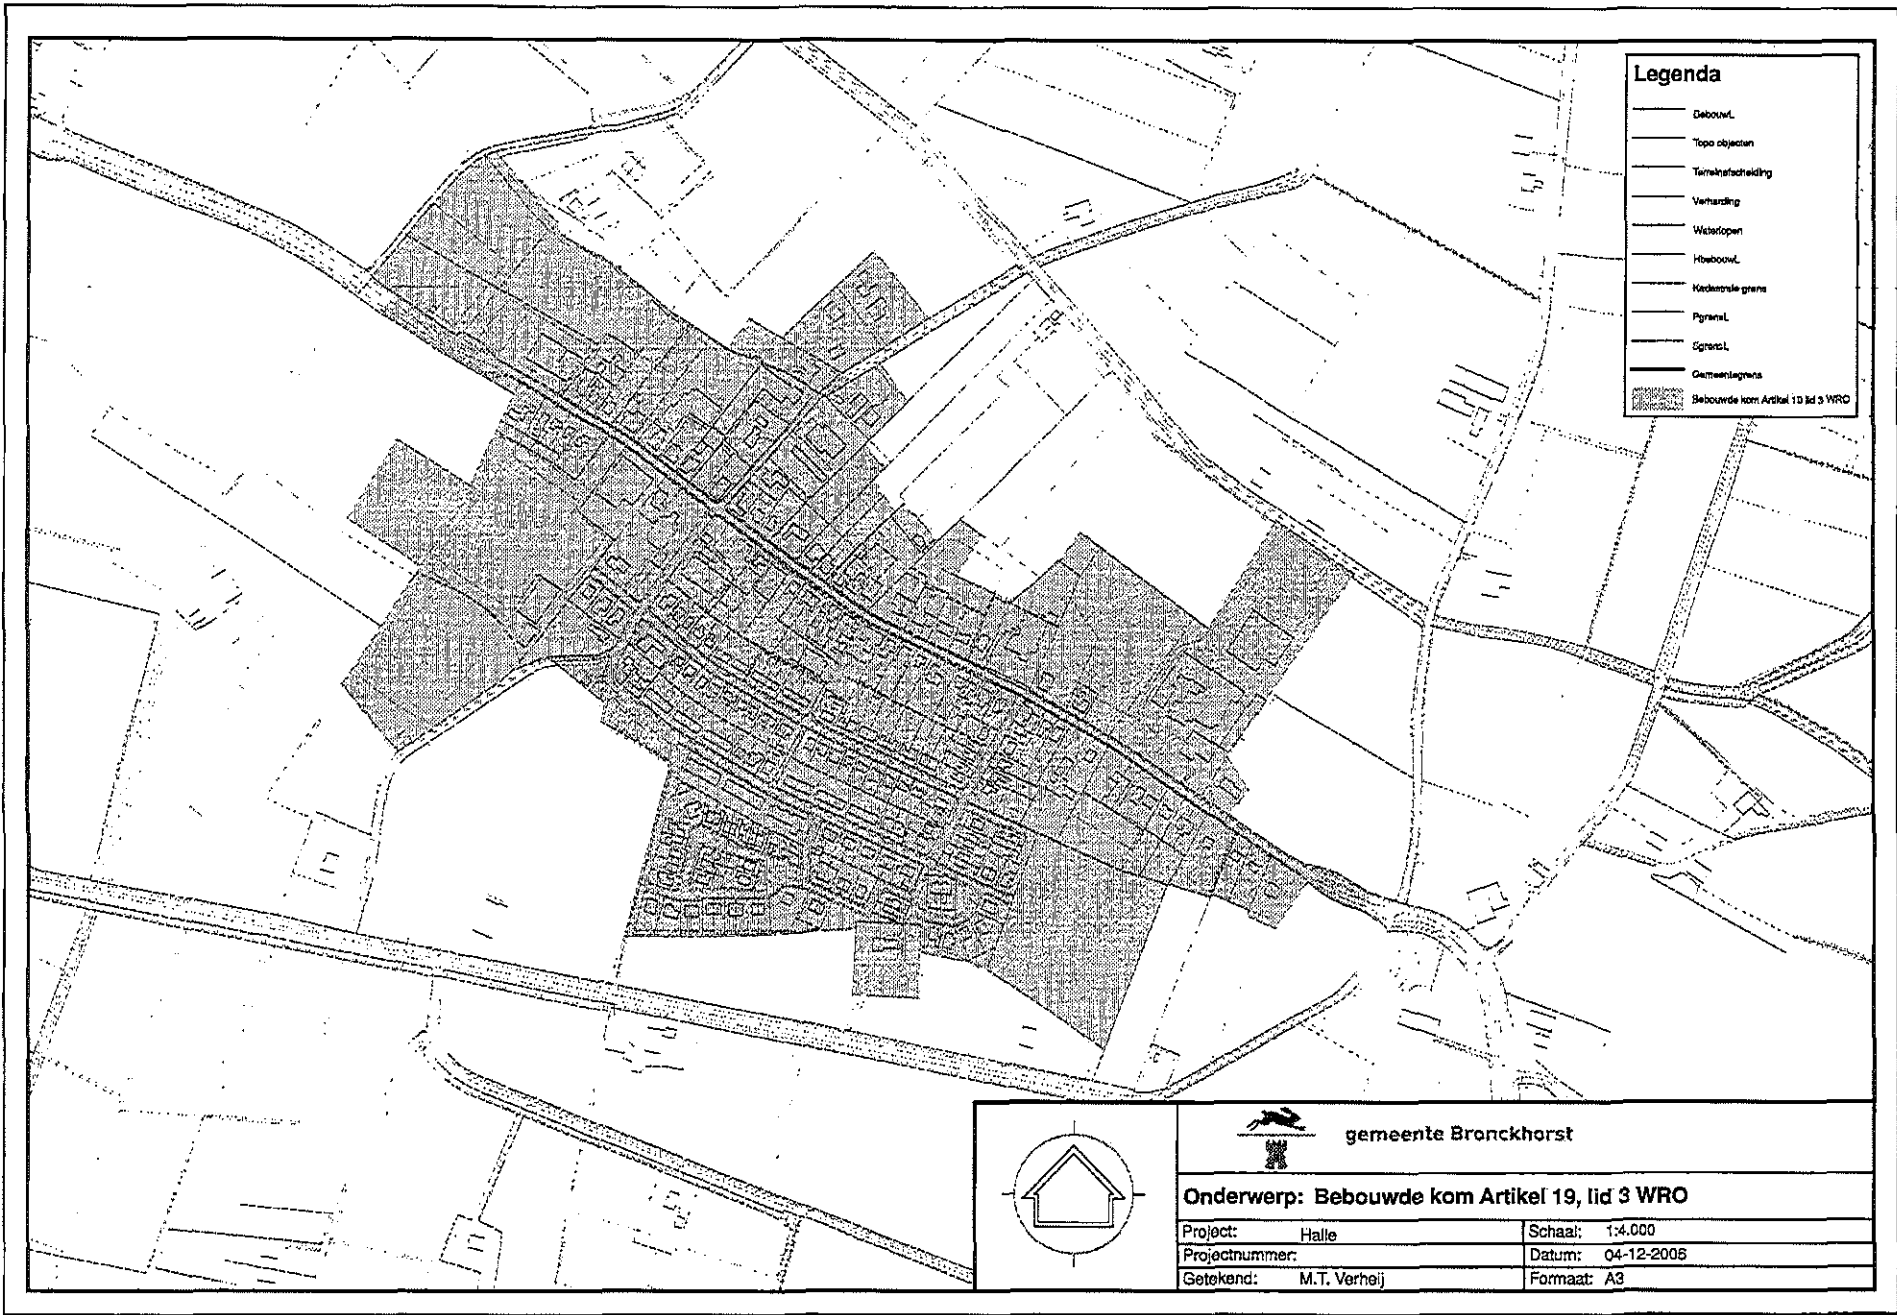 Legenda
GebouwL
Topo objecten
Terreinafscheiding
Verharding
Waterlopen
HbebouwL
Kadastrale grens
PgrensL
SgrensL
Gemeentegrens
Bebouwde kom Artikel 19 lid 3 WRO
gemeente Bronckhorst
Onderwerp: Bebouwde kom Artikel 19, lid 3 WRO
Project: Halle Schaal: 1:4.000
Projectnummer: Datum: 04-12-2006
Getekend: M.T. Verheij Formaat: A3